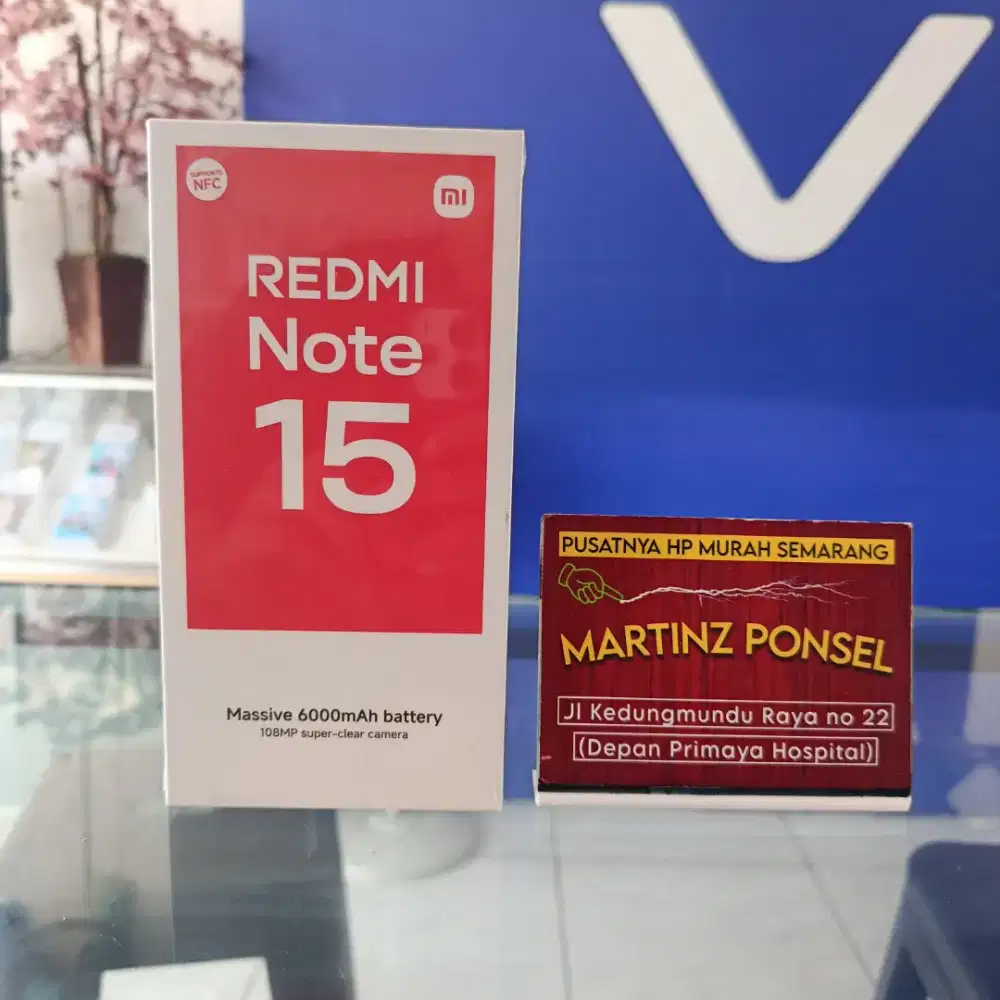 SUPPORTS
NFC
mi
REDMI
Note
15
Massive 6000mAh battery
108MP super-clear camera
V
PUSATNYA HP MURAH SEMARANG
MARTINZ PONSEL
Jl Kedungmundu Raya no 22
(Depan Primaya Hospital)